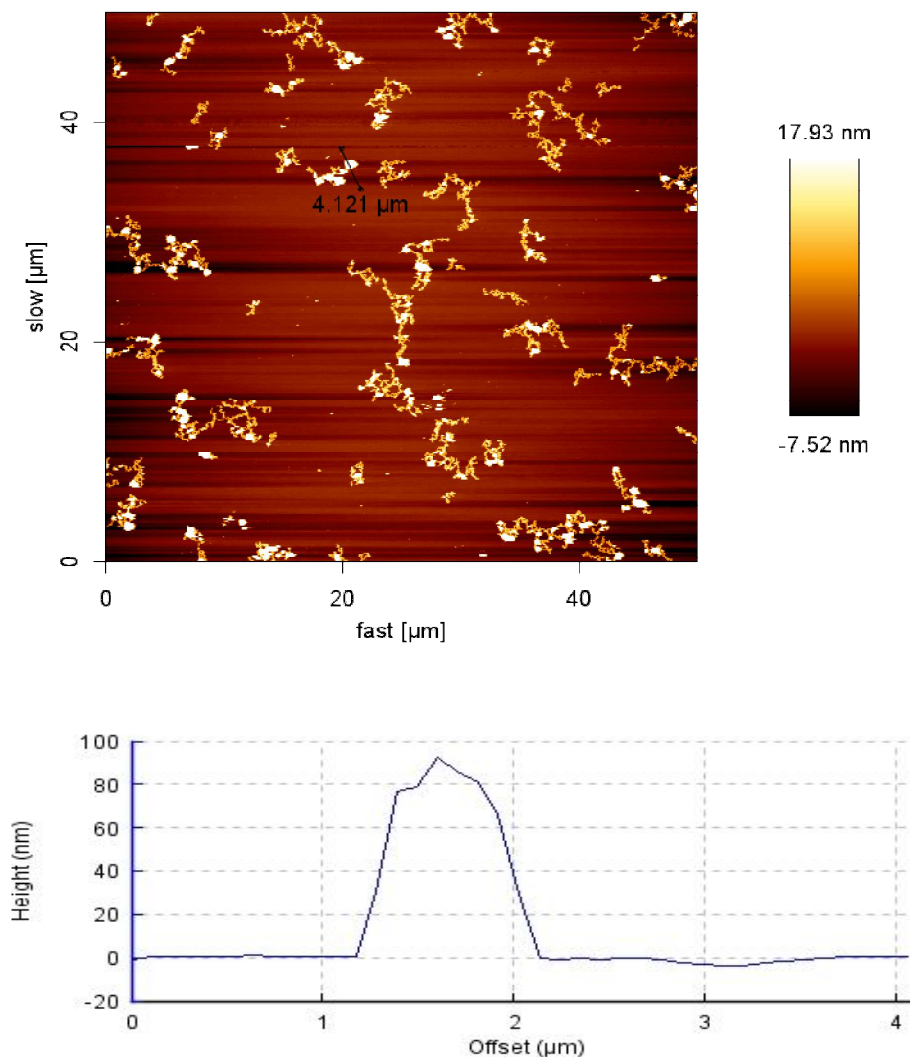 17.93 nm
-7.52 nm
slow [µm]
40
20
0
4.121 µm
0 20 40
fast [µm]
Height (nm)
100
80
60
40
20
0
-20
0 1 2 3 4
Offset (µm)